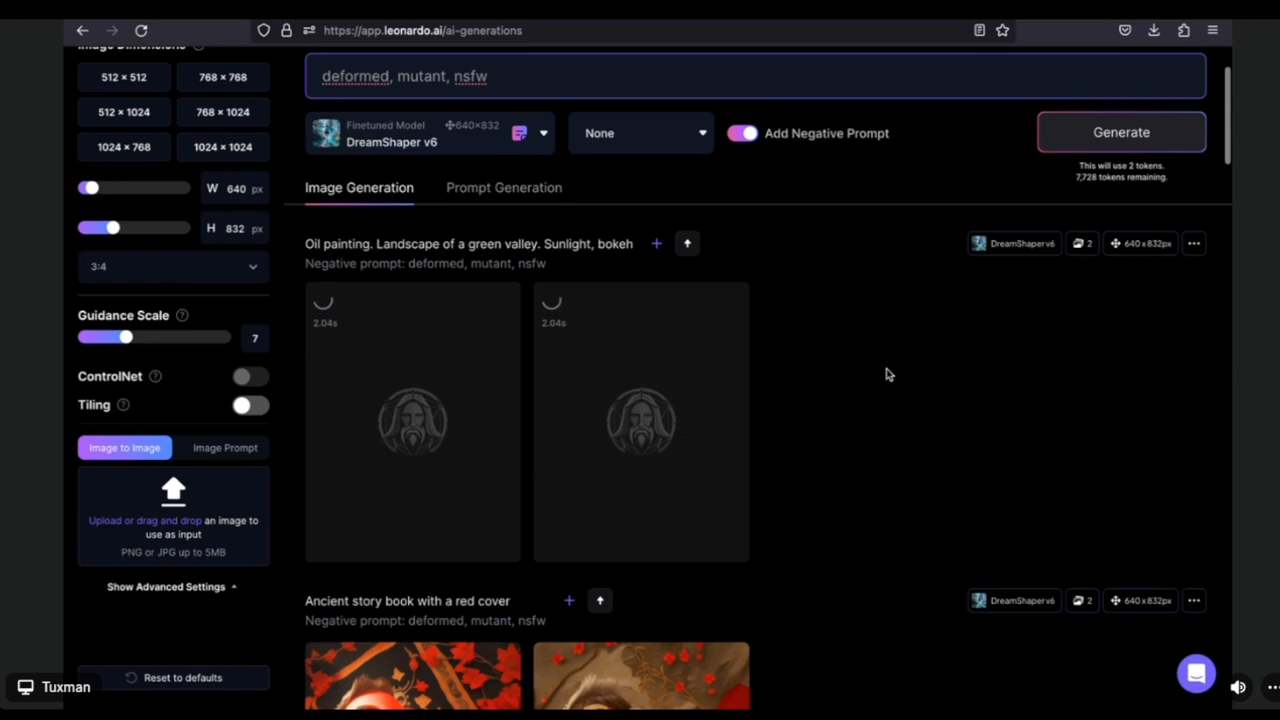 https://app.leonardo.ai/ai-generations
Image Dimensions
512 × 512
768 × 768
512 × 1024
768 × 1024
1024 × 768
1024 × 1024
W 640 px
H 832 px
3:4
Guidance Scale ?
7
ControlNet ?
Tiling ?
Image to Image
Image Prompt
Upload or drag and drop an image to
use as input
PNG or JPG up to 5MB
Show Advanced Settings
Reset to defaults
Tuxman
deformed, mutant, nsfw
Finetuned Model 640×832
DreamShaper v6
None
Add Negative Prompt
Generate
This will use 2 tokens.
7,728 tokens remaining.
Image Generation
Prompt Generation
Oil painting. Landscape of a green valley. Sunlight, bokeh
DreamShaper v6
2
640 x 832px
Negative prompt: deformed, mutant, nsfw
2.04s
2.04s
Ancient story book with a red cover
DreamShaper v6
2
640 x 832px
Negative prompt: deformed, mutant, nsfw